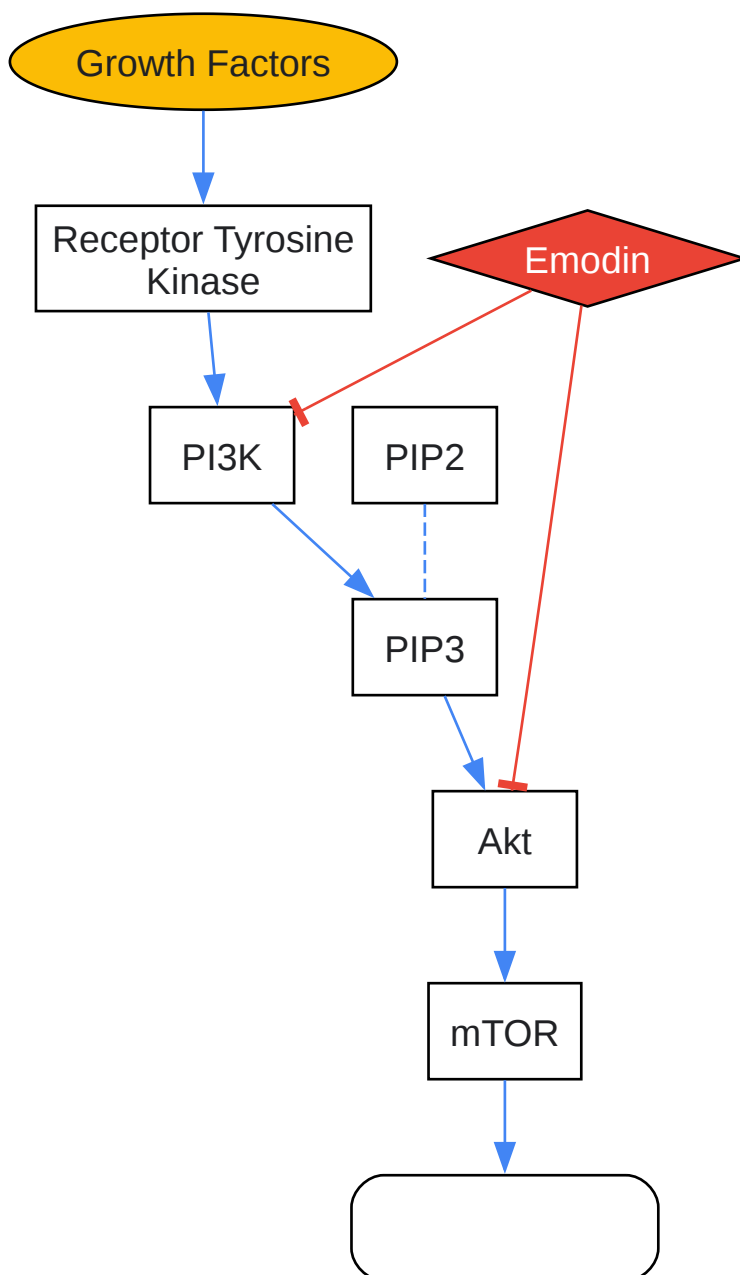 Growth Factors
Receptor Tyrosine
Kinase
Emodin
PI3K
PIP2
PIP3
Akt
mTOR